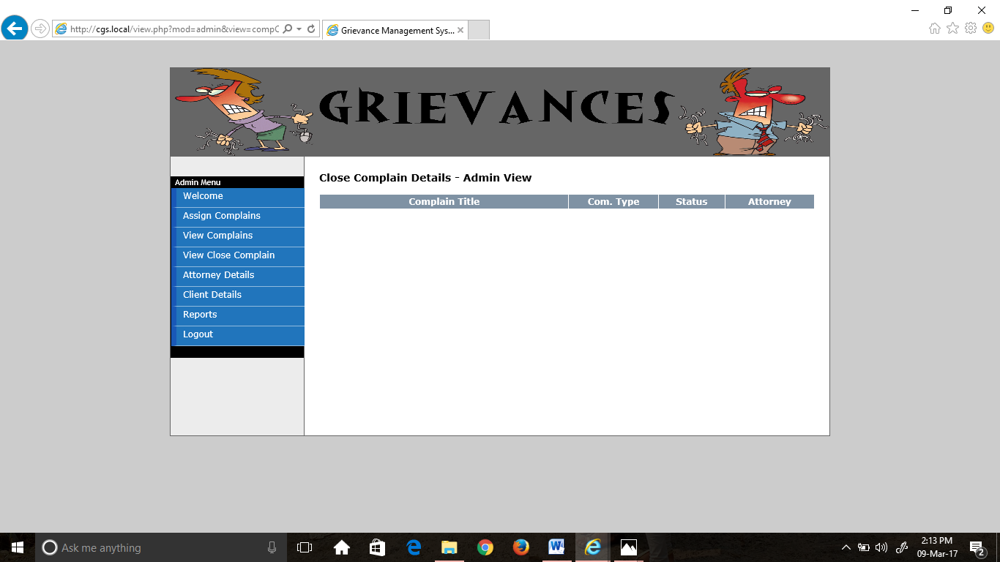 http://cgs.local/view.php?mod=admin&view=compC
Grievance Management Sys...
GRIEVANCES
Admin Menu
Welcome
Assign Complains
View Complains
View Close Complain
Attorney Details
Client Details
Reports
Logout
Close Complain Details - Admin View
Complain Title Com. Type Status Attorney
Ask me anything
2:13 PM
09-Mar-17
2